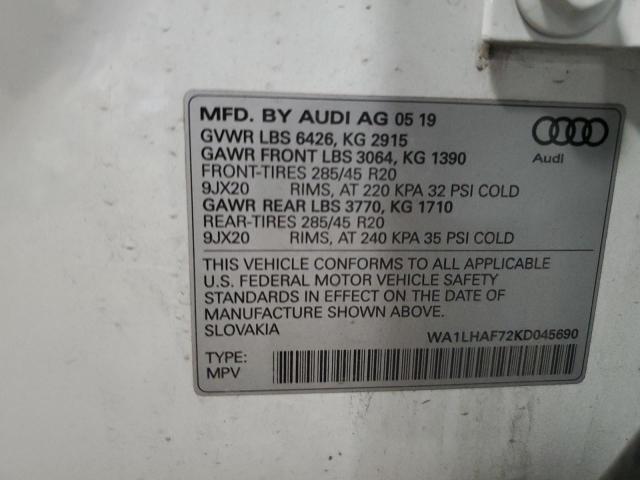 MFD. BY AUDI AG 05 19
GVWR LBS 6426, KG 2915
GAWR FRONT LBS 3064, KG 1390
FRONT-TIRES 285/45 R20
9JX20 RIMS, AT 220 KPA 32 PSI COLD
GAWR REAR LBS 3770, KG 1710
REAR-TIRES 285/45 R20
9JX20 RIMS, AT 240 KPA 35 PSI COLD
Audi
THIS VEHICLE CONFORMS TO ALL APPLICABLE
U.S. FEDERAL MOTOR VEHICLE SAFETY
STANDARDS IN EFFECT ON THE DATE OF
MANUFACTURE SHOWN ABOVE.
SLOVAKIA
WA1LHAF72KD045690
TYPE:
MPV